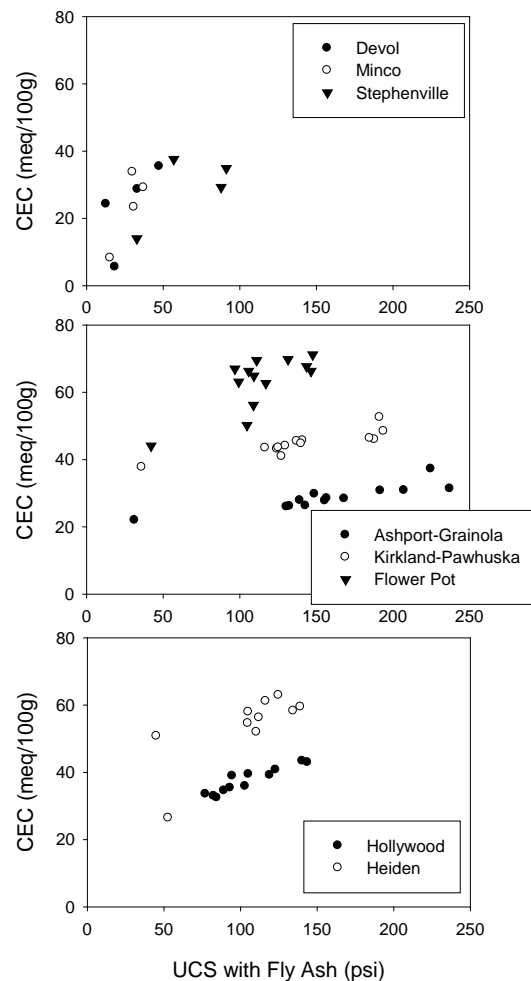 80
Devol
Minco
60
Stephenville
CEC (meq/100g)
40
20
0
0 50 100 150 200 250
80
60
CEC (meq/100g)
40
20
Ashport-Grainola
Kirkland-Pawhuska
0
Flower Pot
0 50 100 150 200 250
80
60
CEC (meq/100g)
40
20
Hollywood
Heiden
0
0 50 100 150 200 250
UCS with Fly Ash (psi)